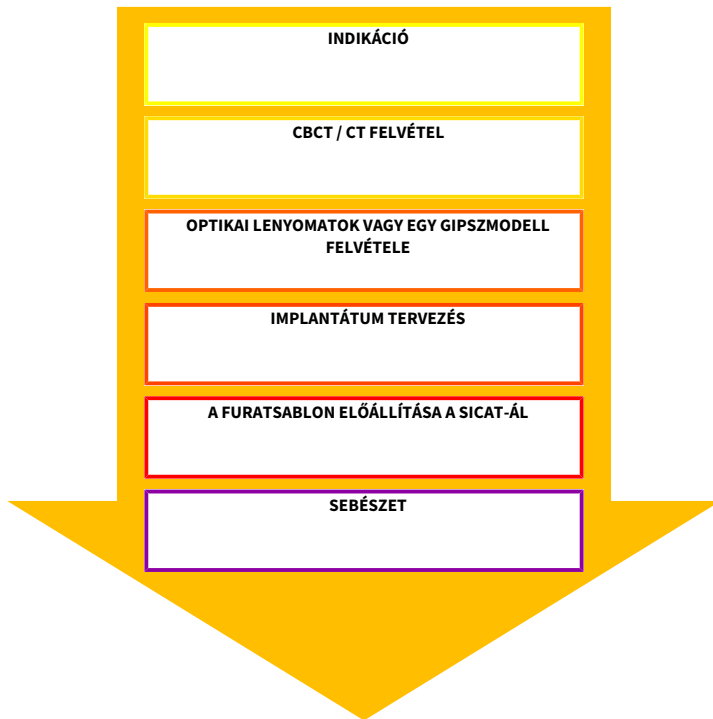 INDIKÁCIÓ
CBCT / CT FELVÉTEL
OPTIKAI LENYOMATOK VAGY EGY GIPSZMODELL
FELVÉTELE
IMPLANTÁTUM TERVEZÉS
A FURATSABLON ELŐÁLLÍTÁSA A SICAT-ÁL
SEBÉSZET